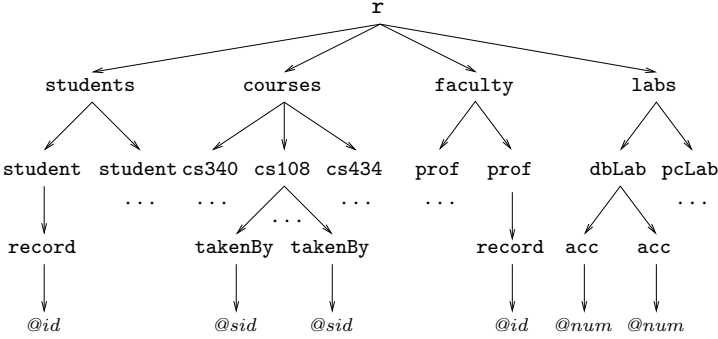 r
students courses faculty labs
student student cs340 cs108 cs434 prof prof dbLab pcLab
... ... ... ... ...
...
record takenBy takenBy record acc acc
@id @sid @sid @id @num @num